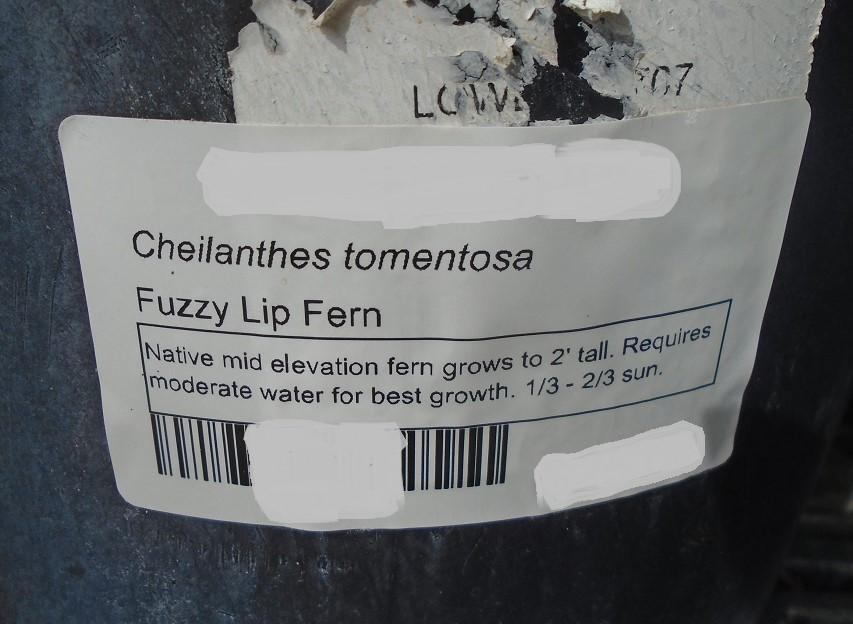 Cheilanthes tomentosa
Fuzzy Lip Fern
Native mid elevation fern grows to 2' tall. Requires
moderate water for best growth. 1/3 - 2/3 sun.